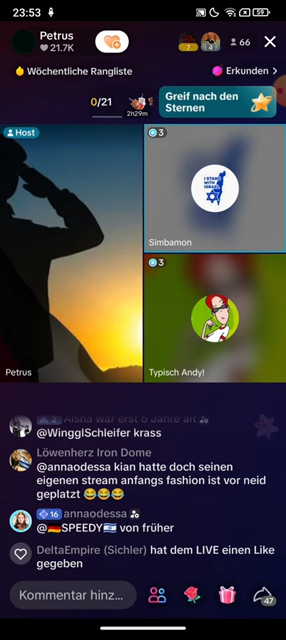 23:53
59
Petrus
21.7K
7
4
66
Wöchentliche Rangliste
Erkunden >
0/21
2h29m
Greif nach den
Sternen
Host
3
I STAND
WITH
ISRAEL
Simbamon
Petrus
3
Typisch Andy!
Aisha war erst 6 Jahre alt
@WingglSchleifer krass
Löwenherz Iron Dome
@annaodessa kian hatte doch seinen
eigenen stream anfangs fashion ist vor neid
geplatzt 😂😂😂
16 annaodessa
@🇩🇪SPEEDY🇮🇱 von früher
DeltaEmpire (Sichler) hat dem LIVE einen Like
gegeben
Kommentar hinz...
47